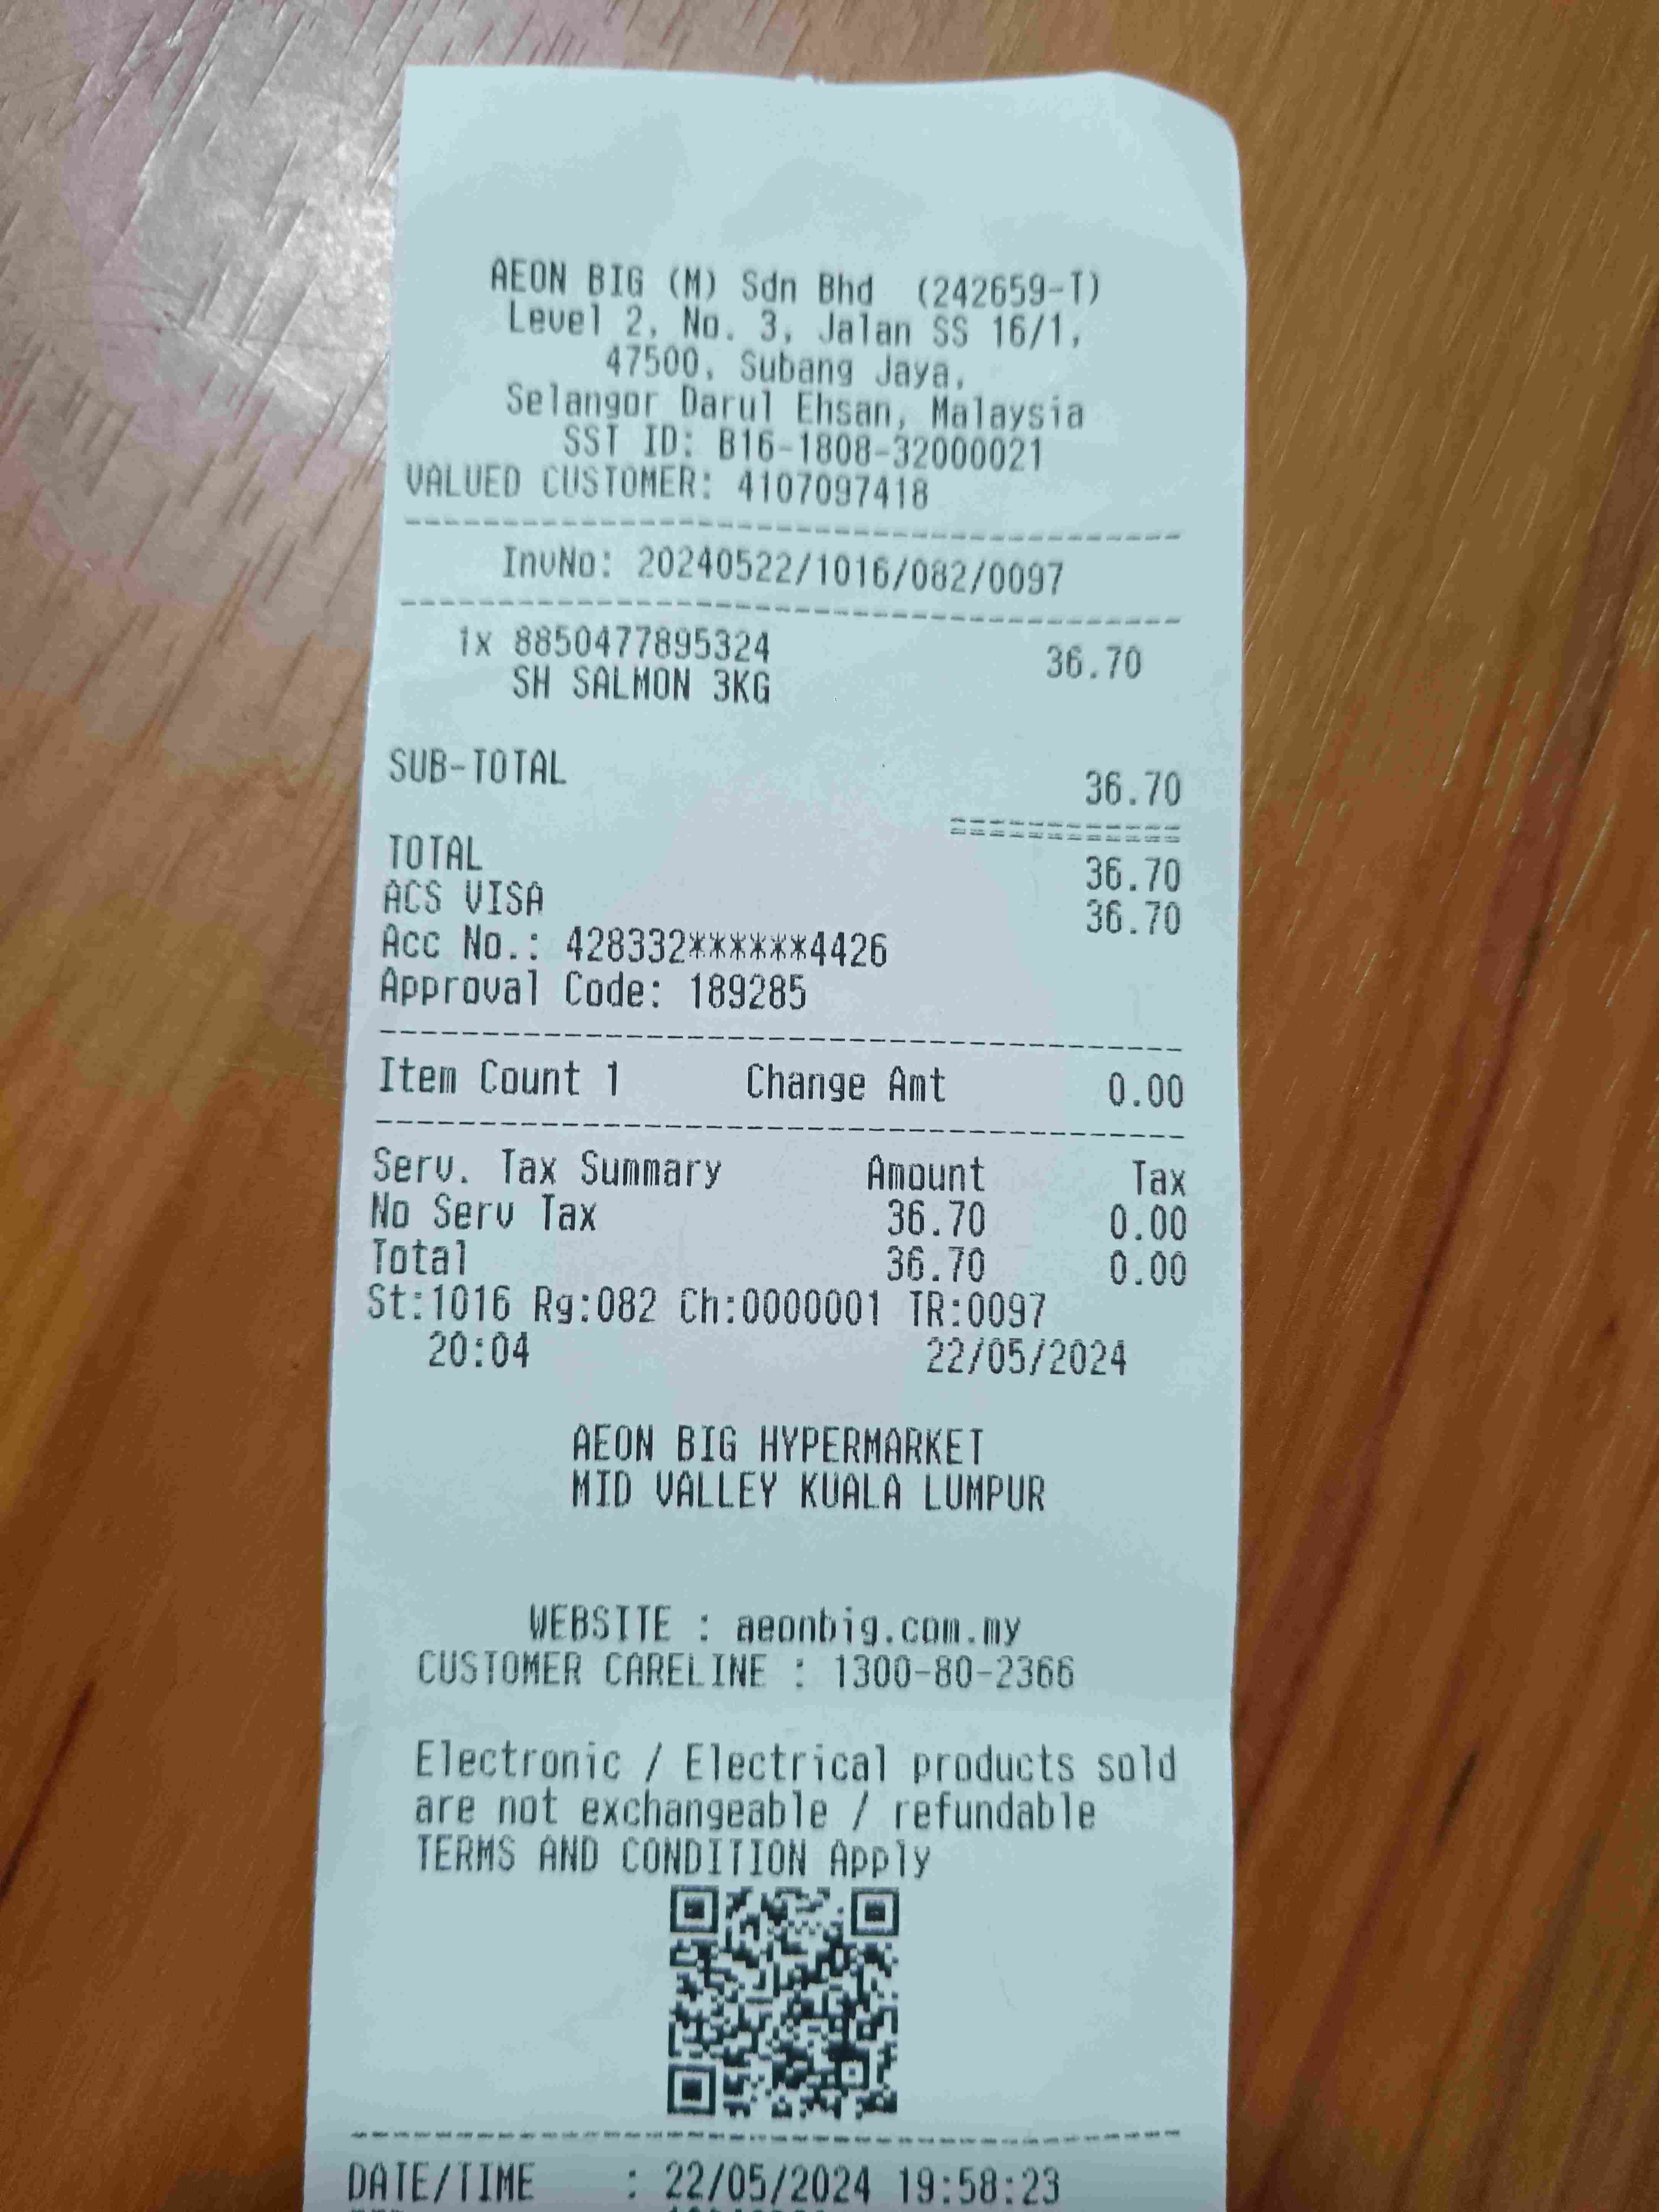 AEON BIG (M) Sdn Bhd (242659-T)
Level 2, No. 3, Jalan SS 16/1,
47500, Subang Jaya,
Selangor Darul Ehsan, Malaysia
SST ID: B16-1808-32000021
VALUED CUSTOMER: 4107097418
InvNo: 20240522/1016/082/0097
1x 8850477895324 36.70
SH SALMON 3KG
SUB-TOTAL 36.70
TOTAL 36.70
ACS VISA 36.70
Acc No.: 428332******4426
Approval Code: 189285
Item Count 1 Change Amt 0.00
Serv. Tax Summary Amount Tax
No Serv Tax 36.70 0.00
Total 36.70 0.00
St:1016 Rg:082 Ch:0000001 TR:0097
20:04 22/05/2024
AEON BIG HYPERMARKET
MID VALLEY KUALA LUMPUR
WEBSITE : aeonbig.com.my
CUSTOMER CARELINE : 1300-80-2366
Electronic / Electrical products sold
are not exchangeable / refundable
TERMS AND CONDITION Apply
DATE/TIME : 22/05/2024 19:58:23